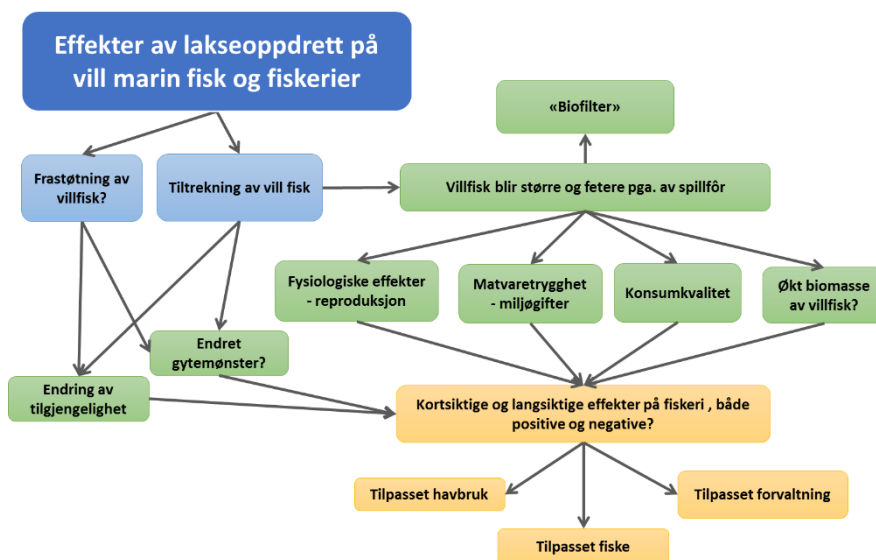 Effekter av lakseoppdrett på
vill marin fisk og fiskerier
«Biofilter»
Frastøtning av
villfisk?
Tiltrekning av vill fisk
Villfisk blir større og fetere pga. av spillfôr
Fysiologiske effekter
- reproduksjon
Matvaretrygghet
- miljøgifter
Konsumkvalitet
Økt biomasse
av villfisk?
Endret
gytemønster?
Endring av
tilgjengelighet
Kortsiktige og langsiktige effekter på fiskeri , både
positive og negative?
Tilpasset havbruk
Tilpasset forvaltning
Tilpasset fiske